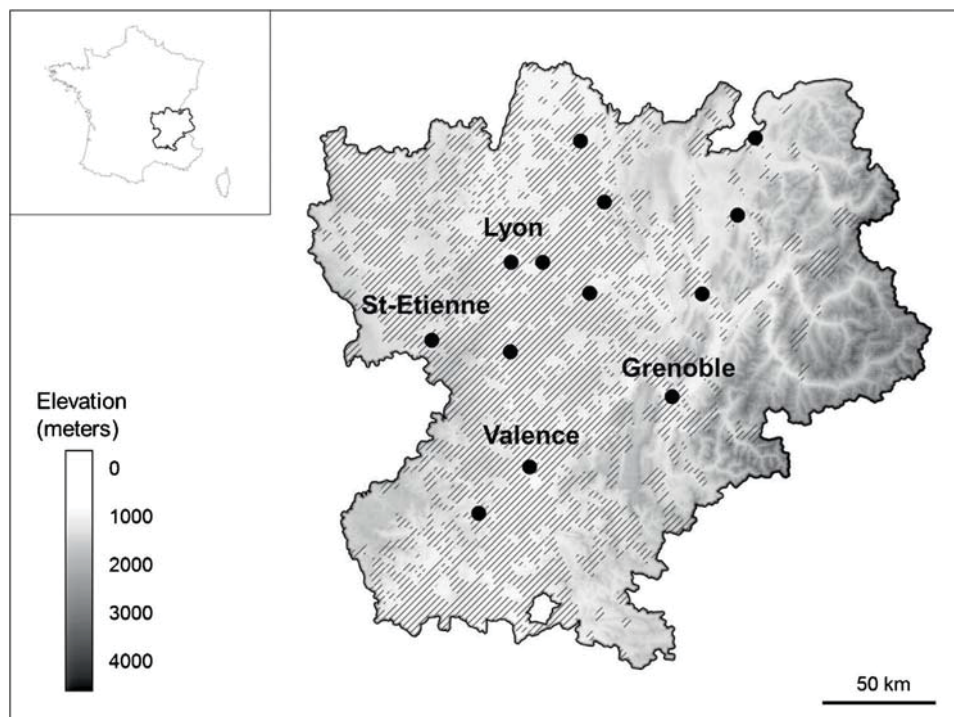 Lyon
St-Etienne
Grenoble
Valence
Elevation
(meters)
0
1000
2000
3000
4000
50 km